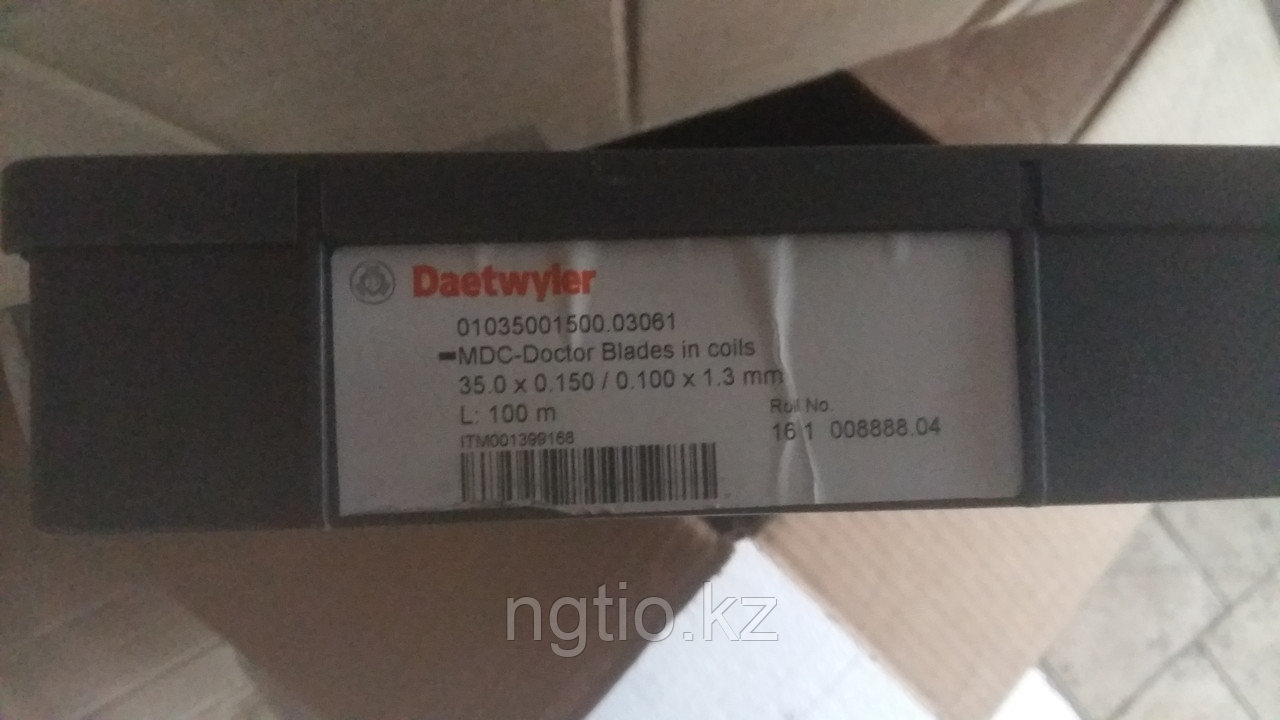 Daetwyler
01035001500.03061
MDC-Doctor Blades in coils
35.0 x 0.150 / 0.100 x 1.3 mm
L: 100 m
Roll No.
ITM001399168
16 1 008888.04
ngtio.kz